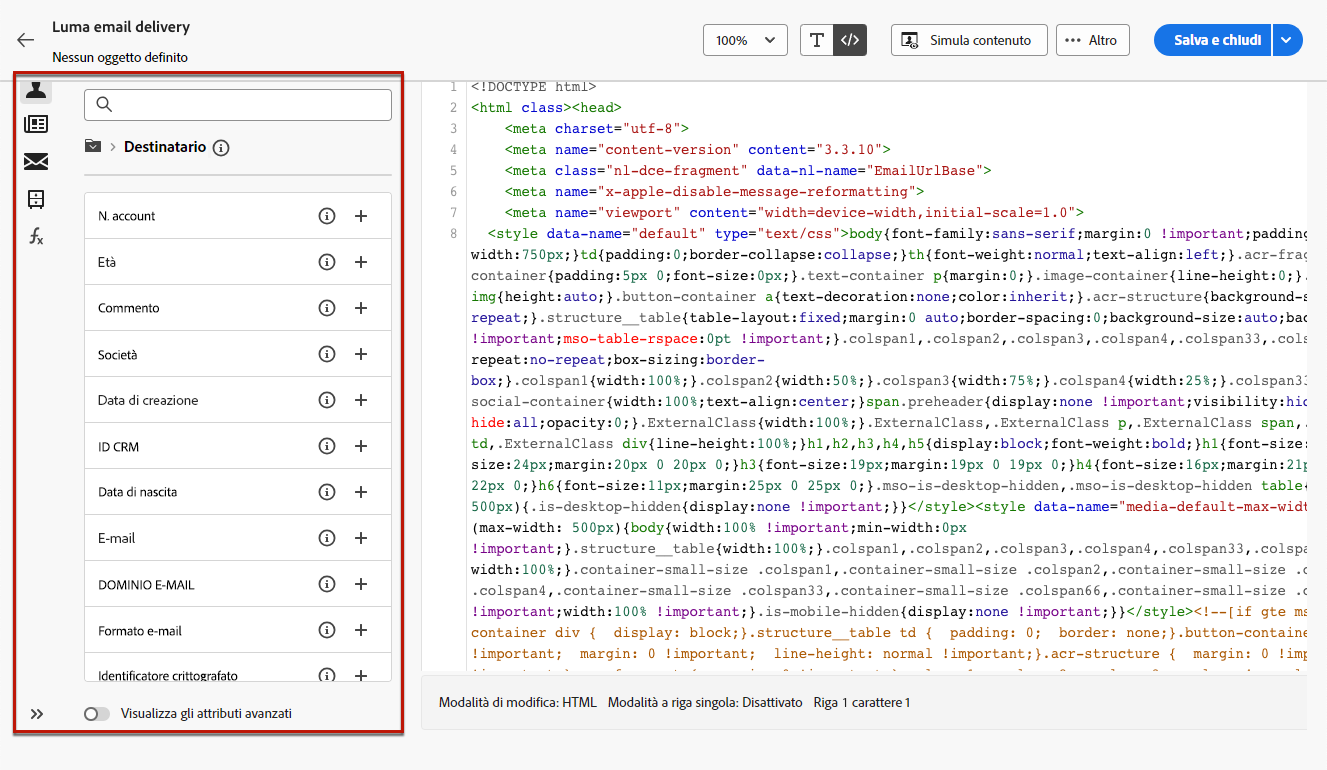 Luma email delivery
Nessun oggetto definito
100%
T </>
Simula contenuto
Altro
Salva e chiudi
Destinatario
N. account
Età
Commento
Società
Data di creazione
ID CRM
Data di nascita
E-mail
DOMINIO E-MAIL
Formato e-mail
Identificatore crittografato
Visualizza gli attributi avanzati
1 <!DOCTYPE html>
2 <html class><head>
3 <meta charset="utf-8">
4 <meta name="content-version" content="3.3.10">
5 <meta class="nl-dce-fragment" data-nl-name="EmailUrlBase">
6 <meta name="x-apple-disable-message-reformatting">
7 <meta name="viewport" content="width=device-width,initial-scale=1.0">
8 <style data-name="default" type="text/css">body{font-family:sans-serif;margin:0 !important;padding
width:750px;}td{padding:0;border-collapse:collapse;}th{font-weight:normal;text-align:left;}.acr-frag
container{padding:5px 0;font-size:0px;}.text-container p{margin:0;}.image-container{line-height:0;}.
img{height:auto;}.button-container a{text-decoration:none;color:inherit;}.acr-structure{background-s
repeat;}.structure__table{table-layout:fixed;margin:0 auto;border-spacing:0;background-size:auto;bac
!important;mso-table-rspace:0pt !important;}.colspan1,.colspan2,.colspan3,.colspan4,.colspan33,.cols
repeat:no-repeat;box-sizing:border-
box;}.colspan1{width:100%;}.colspan2{width:50%;}.colspan3{width:75%;}.colspan4{width:25%;}.colspan33
social-container{width:100%;text-align:center;}span.preheader{display:none !important;visibility:hid
hide:all;opacity:0;}.ExternalClass{width:100%;}.ExternalClass,.ExternalClass p,.ExternalClass span,.
td,.ExternalClass div{line-height:100%;}h1,h2,h3,h4,h5{display:block;font-weight:bold;}h1{font-size:
size:24px;margin:20px 0 20px 0;}h3{font-size:19px;margin:19px 0 19px 0;}h4{font-size:16px;margin:21p
22px 0;}h6{font-size:11px;margin:25px 0 25px 0;}.mso-is-desktop-hidden,.mso-is-desktop-hidden table{
500px){.is-desktop-hidden{display:none !important;}}</style><style data-name="media-default-max-widt
(max-width: 500px){body{width:100% !important;min-width:0px
!important;}.structure__table{width:100%;}.colspan1,.colspan2,.colspan3,.colspan4,.colspan33,.colspa
width:100%;}.container-small-size .colspan1,.container-small-size .colspan2,.container-small-size .c
.colspan4,.container-small-size .colspan33,.container-small-size .colspan66,.container-small-size .c
!important;width:100% !important;}.is-mobile-hidden{display:none !important;}}</style><!--[if gte ms
container div { display: block;}.structure__table td { padding: 0; border: none;}.button-containe
!important; margin: 0 !important; line-height: normal !important;}.acr-structure { margin: 0 !imp
Modalità di modifica: HTML Modalità a riga singola: Disattivato Riga 1 carattere 1